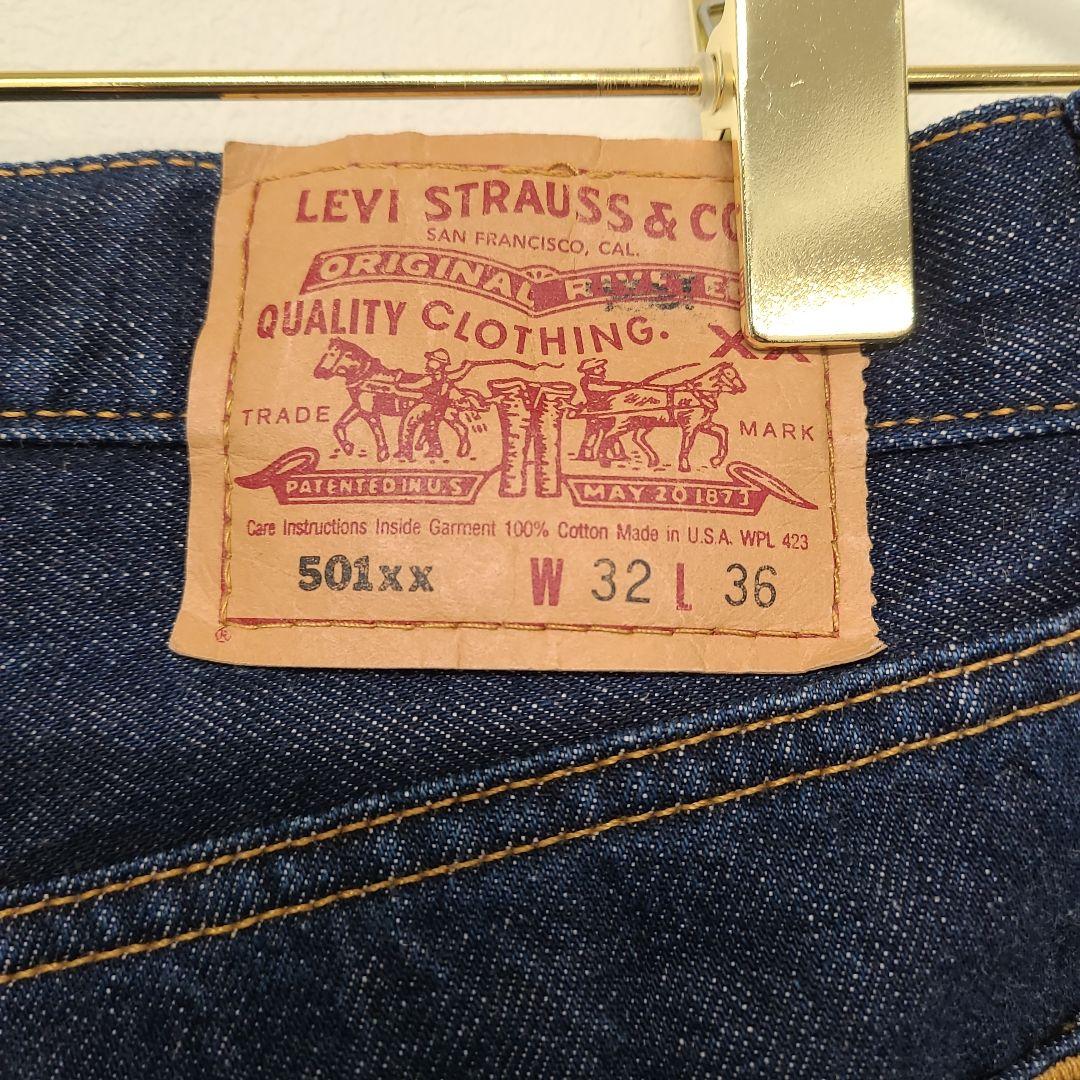 LEVI STRAUSS & CO
SAN FRANCISCO, CAL.
ORIGINAL RIVETED
QUALITY CLOTHING. XX
TRADE MARK
PATENTED IN U.S MAY 20 1873
Care Instructions Inside Garment 100% Cotton Made in U.S.A. WPL 423
501xx W 32 L 36
®